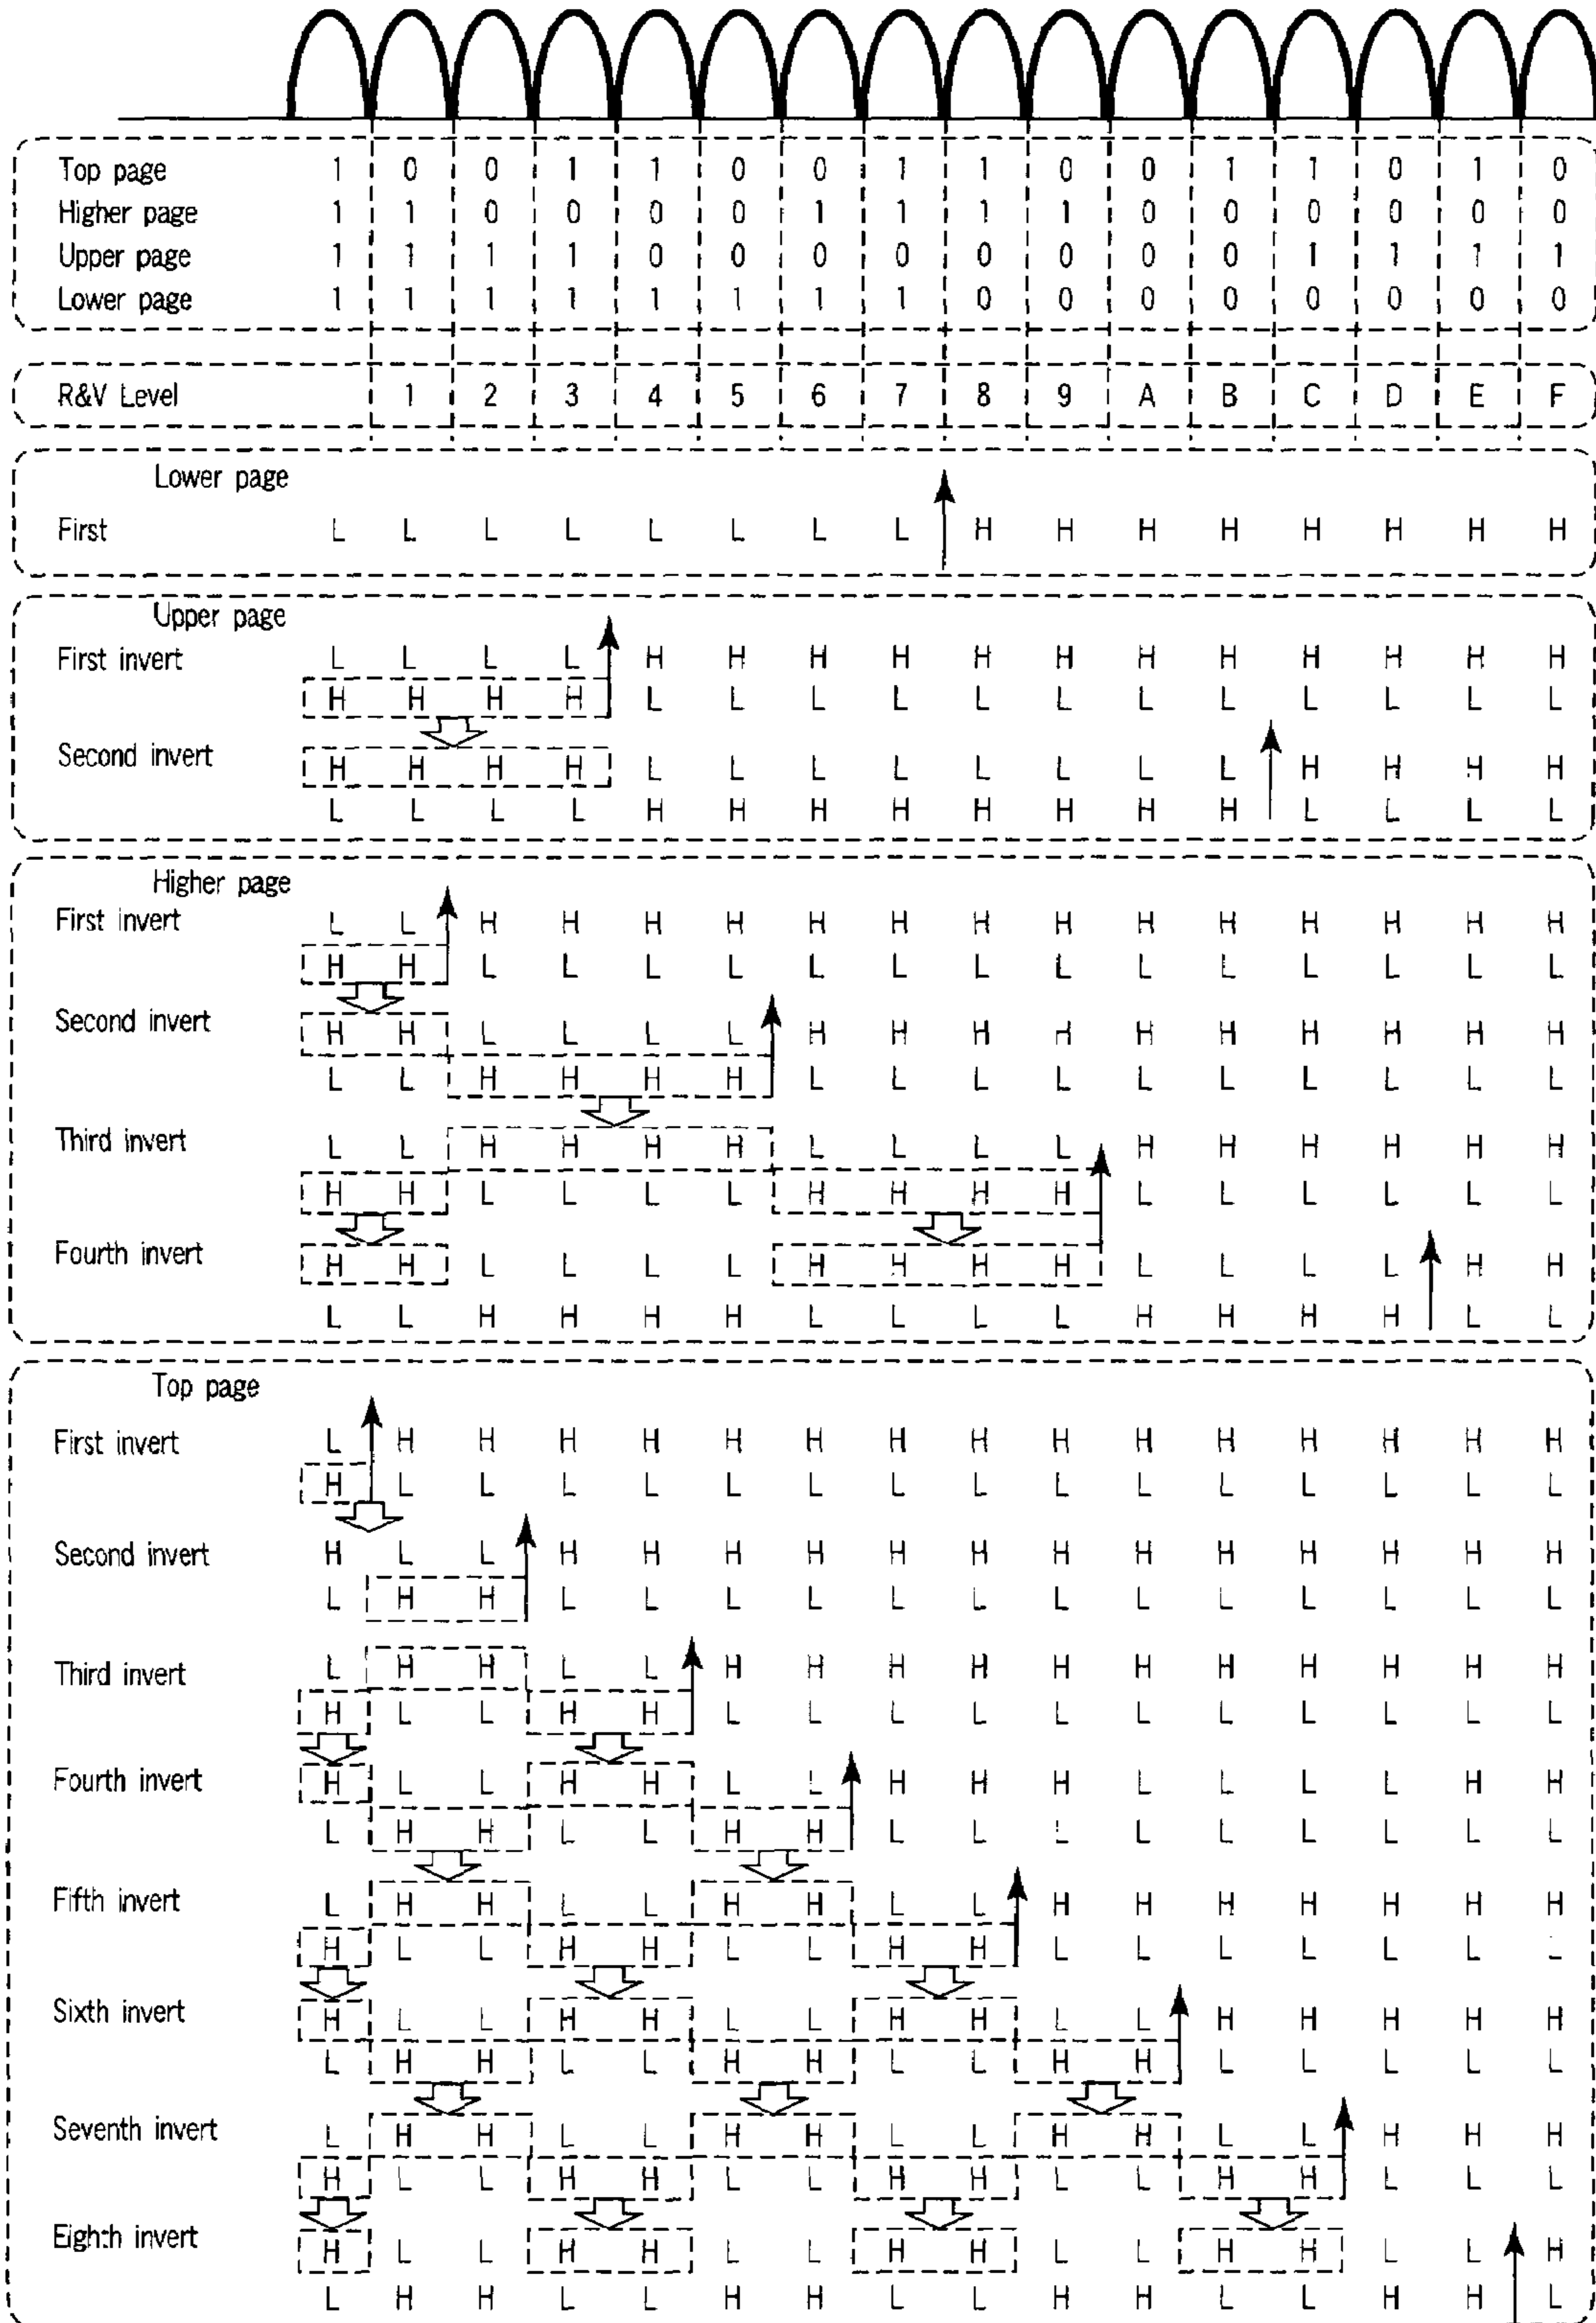 Top page 1 0 0 1 1 0 0 1 1 0 0 1 1 0 1 0
Higher page 1 1 0 0 0 0 1 1 1 1 0 0 0 0 0 0
Upper page 1 1 1 1 0 0 0 0 0 0 0 0 1 1 1 1
Lower page 1 1 1 1 1 1 1 1 0 0 0 0 0 0 0 0
R&V Level 1 2 3 4 5 6 7 8 9 A B C D E F
Lower page
First L L L L L L L L H H H H H H H H
Upper page
First invert L L L L H H H H H H H H H H H H
H H H H L L L L L L L L L L L L
Second invert H H H H L L L L L L L L H H H H
L L L L H H H H H H H H L L L L
Higher page
First invert L L H H H H H H H H H H H H H H
H H L L L L L L L L L L L L L L
Second invert H H L L L L H H H H H H H H H H
L L H H H H L L L L L L L L L L
Third invert L L H H H H L L L L H H H H H H
H H L L L L H H H H L L L L L L
Fourth invert H H L L L L H H H H L L L L H H
L L H H H H L L L L H H H H L L
Top page
First invert L H H H H H H H H H H H H H H H
H L L L L L L L L L L L L L L L
Second invert H L L H H H H H H H H H H H H H
L H H L L L L L L L L L L L L L
Third invert L H H L L H H H H H H H H H H H
H L L H H L L L L L L L L L L L
Fourth invert H L L H H L L H H H L L L L H H
L H H L L H H L L L L L L L L L
Fifth invert L H H L L H H L L H H H H H H H
H L L H H L L H H L L L L L L L
Sixth invert H L L H H L L H H L L H H H H H
L H H L L H H L L H H L L L L L
Seventh invert L H H L L H H L L H H L L H H H
H L L H H L L H H L L H H L L L
Eighth invert H L L H H L L H H L L H H L L H
L H H L L H H L L H H L L H H L